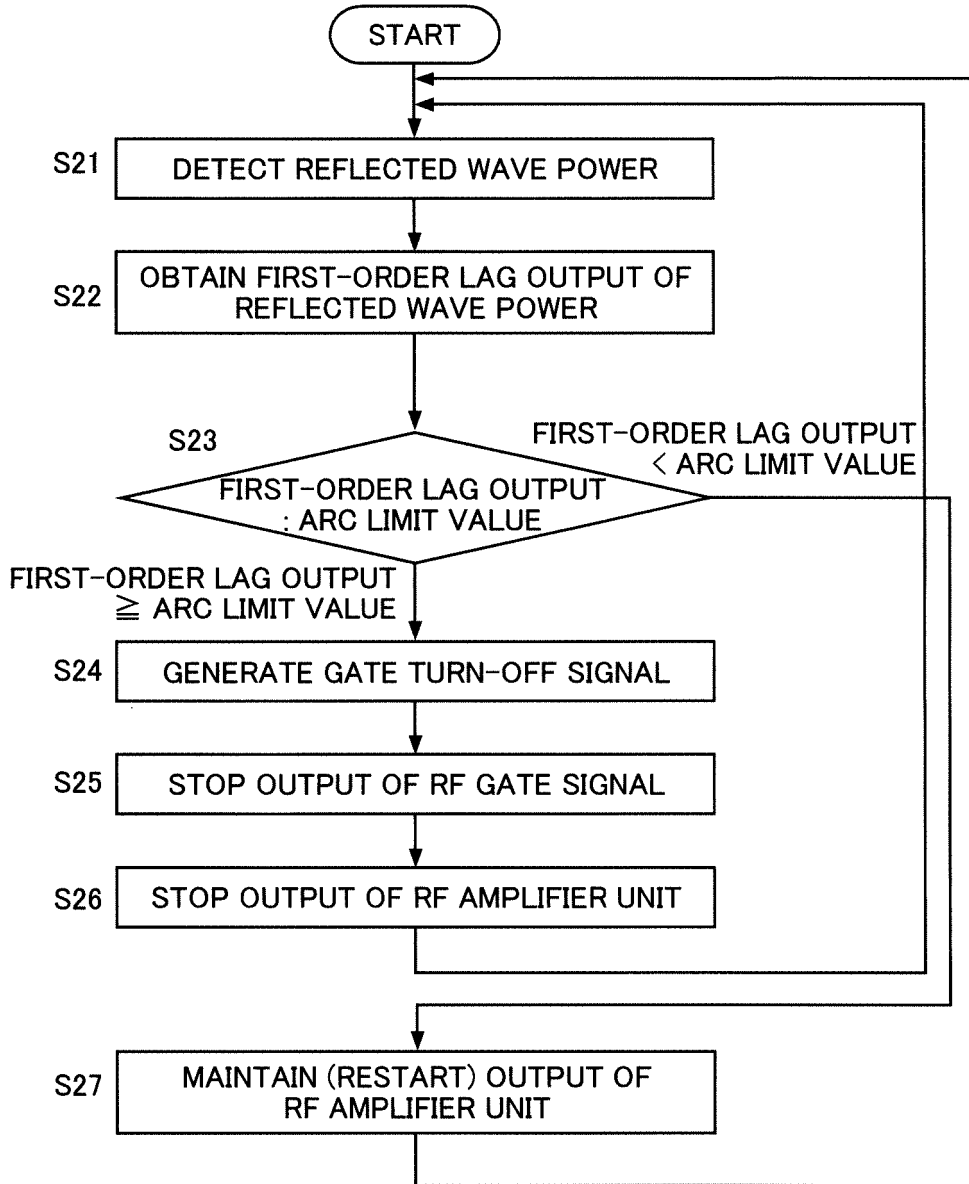 START
S21
DETECT REFLECTED WAVE POWER
S22
OBTAIN FIRST-ORDER LAG OUTPUT OF
REFLECTED WAVE POWER
S23
FIRST-ORDER LAG OUTPUT
: ARC LIMIT VALUE
FIRST-ORDER LAG OUTPUT
< ARC LIMIT VALUE
FIRST-ORDER LAG OUTPUT
≧ ARC LIMIT VALUE
S24
GENERATE GATE TURN-OFF SIGNAL
S25
STOP OUTPUT OF RF GATE SIGNAL
S26
STOP OUTPUT OF RF AMPLIFIER UNIT
S27
MAINTAIN (RESTART) OUTPUT OF
RF AMPLIFIER UNIT